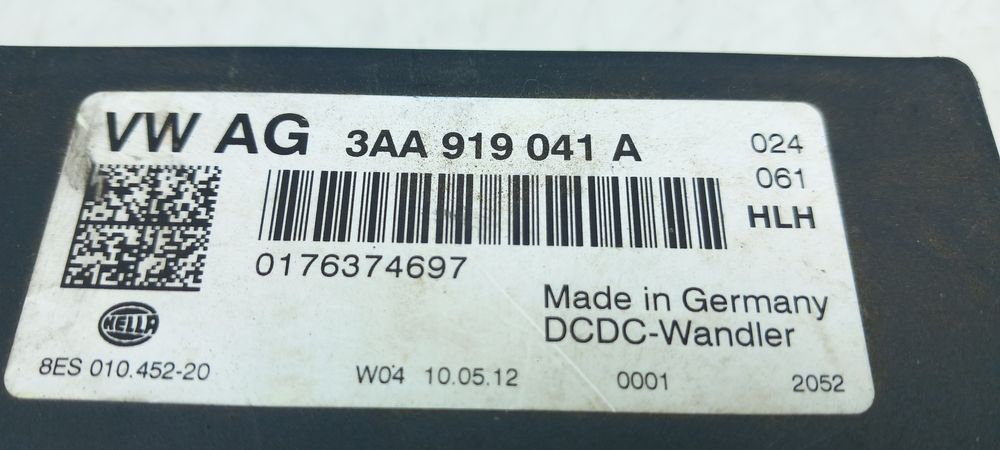 VW AG 3AA 919 041 A
024
061
HLH
0176374697
Made in Germany
DCDC-Wandler
HELLA
8ES 010.452-20
W04 10.05.12 0001 2052